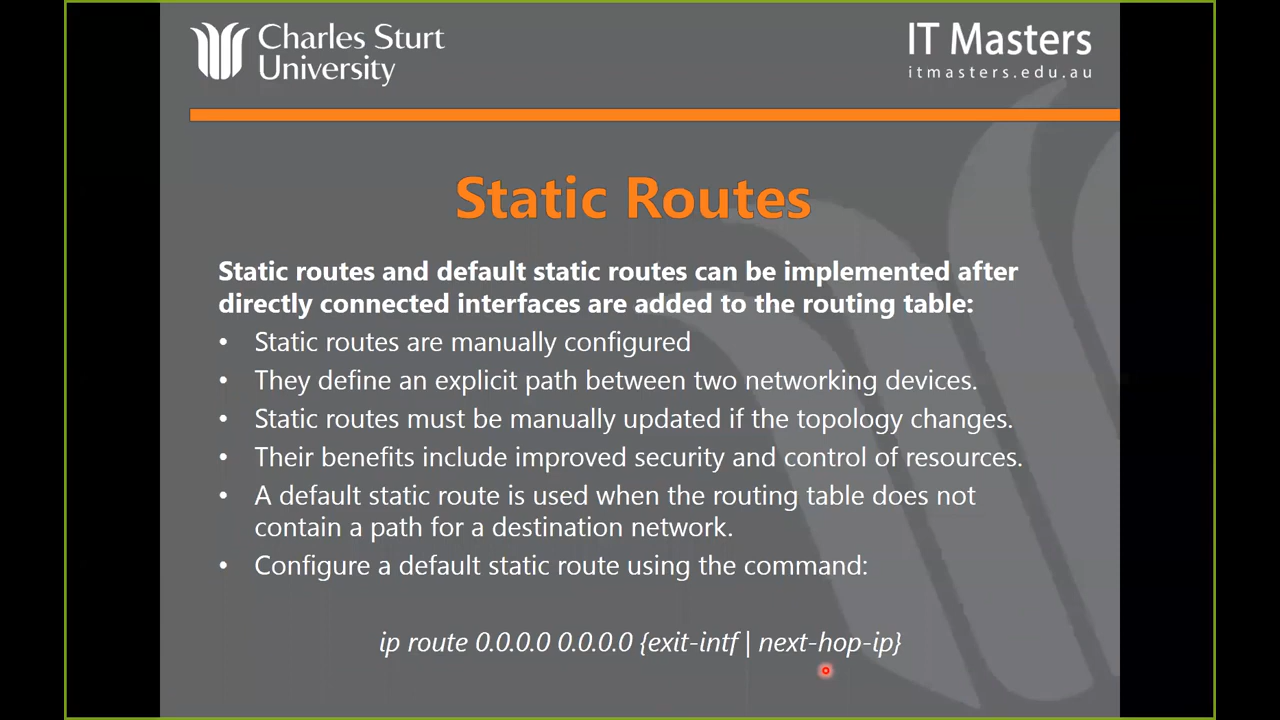 Charles Sturt
University
IT Masters
itmasters.edu.au
Static Routes
Static routes and default static routes can be implemented after
directly connected interfaces are added to the routing table:
• Static routes are manually configured
• They define an explicit path between two networking devices.
• Static routes must be manually updated if the topology changes.
• Their benefits include improved security and control of resources.
• A default static route is used when the routing table does not
contain a path for a destination network.
• Configure a default static route using the command:
ip route 0.0.0.0 0.0.0.0 {exit-intf | next-hop-ip}